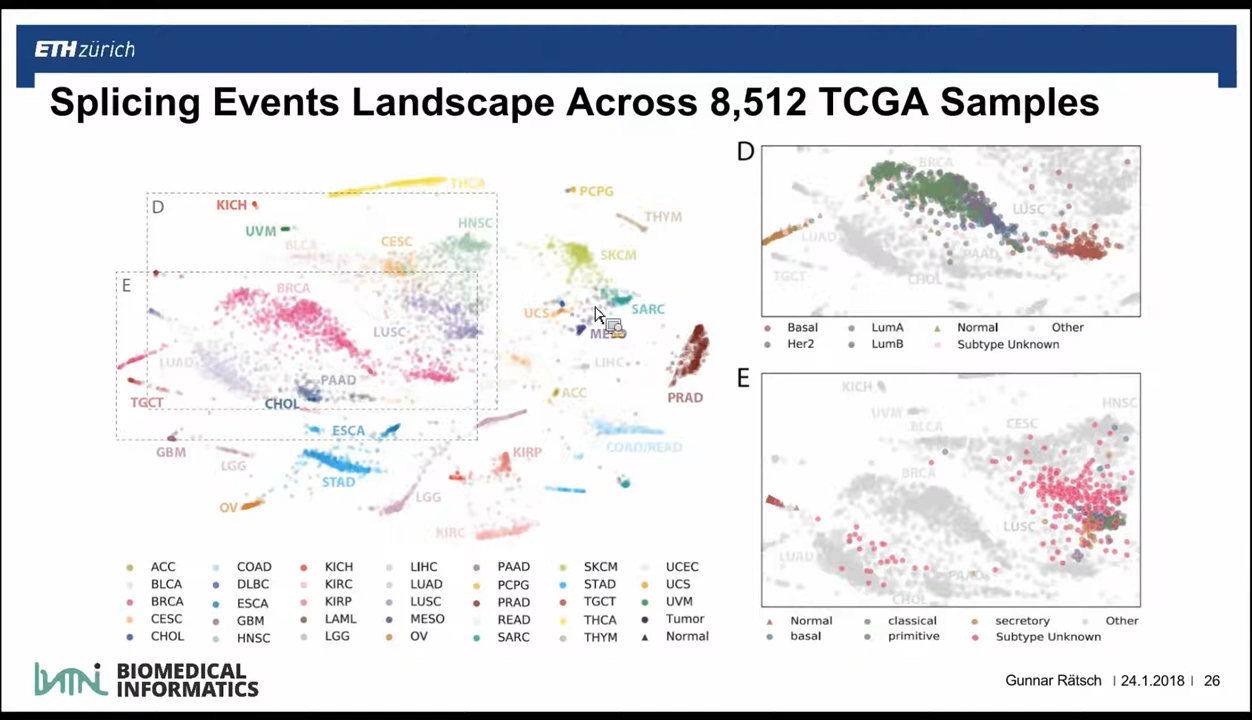 ETH zürich
Splicing Events Landscape Across 8,512 TCGA Samples
D
KICH
UVM
THCA
HNSC
BLCA
CESC
PCPG
THYM
SKCM
E
BRCA
LUSC
UCS
SARC
LUAD
PAAD
CHOL
TGCT
LIHC
ACC
PRAD
ESCA
GBM
LGG
STAD
OV
LGG
KIRP
KIRC
COAD/READ
ACC COAD KICH LIHC PAAD SKCM UCEC
BLCA DLBC KIRC LUAD PCPG STAD UCS
BRCA ESCA KIRP LUSC PRAD TGCT UVM
CESC GBM LAML MESO READ THCA Tumor
CHOL HNSC LGG OV SARC THYM Normal
D
BRCA
LUSC
LUAD
PAAD
TGCT
CHOL
Basal LumA Normal Other
Her2 LumB Subtype Unknown
E
KICH
UVM
HNSC
BLCA
CESC
BRCA
LUSC
LUAD
PAAD
CHOL
Normal classical secretory Other
basal primitive Subtype Unknown
BIOMEDICAL
INFORMATICS
Gunnar Rätsch | 24.1.2018 | 26